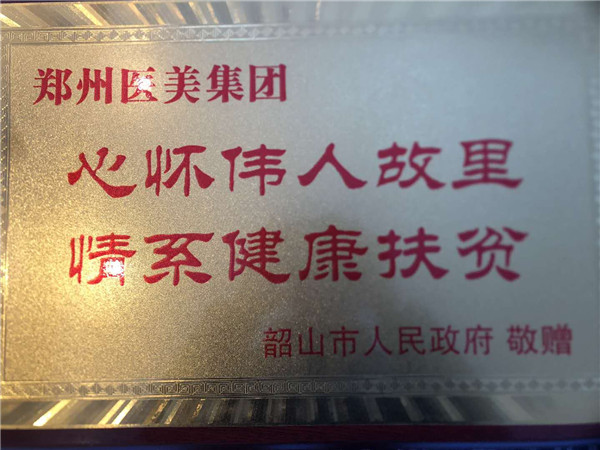 郑州医美集团
心怀伟人故里
情系健康扶贫
韶山市人民政府 敬赠